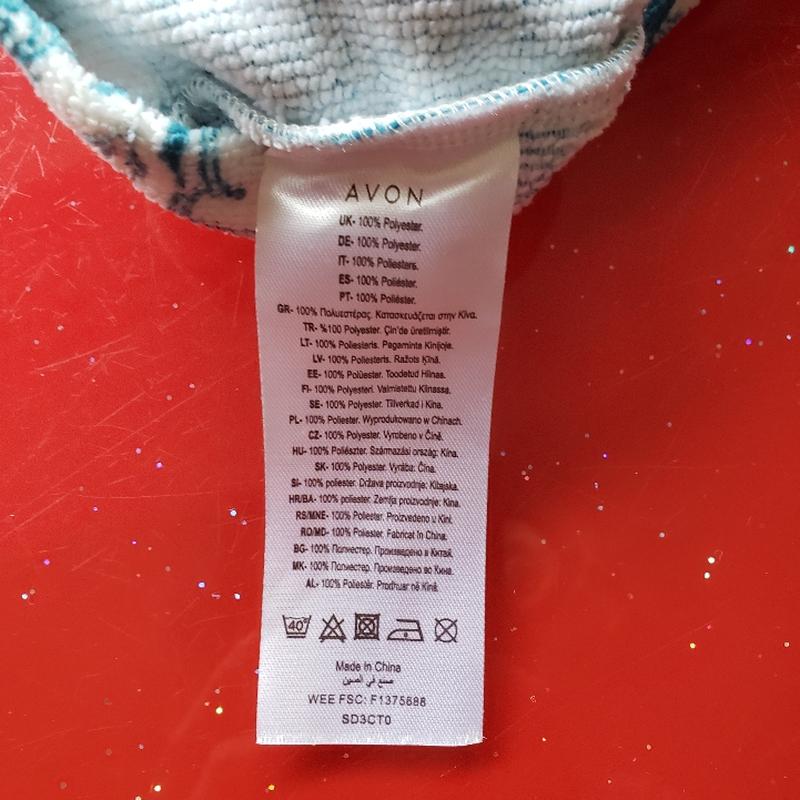 AVON
UK- 100% Polyester.
DE- 100% Polyester.
IT- 100% Poliesters.
ES- 100% Poliéster.
PT- 100% Poliéster.
GR- 100% Πολυεστέρας. Κατασκευάζεται στην Κίνα.
TR- %100 Polyester. Çin'de üretilmiştir.
LT- 100% Poliesteris. Pagaminta Kinijoje.
LV- 100% Poliesteris. Ražots Ķīnā.
EE- 100% Polüester. Toodetud Hiinas.
FI- 100% Polyesteri. Valmistettu Kiinassa.
SE- 100% Polyester. Tillverkad i Kina.
PL- 100% Poliester. Wyprodukowano w Chinach.
CZ- 100% Polyester. Vyrobeno v Číně.
HU- 100% Poliészter. Származási ország: Kína.
SK- 100% Polyester. Výroba: Čína.
SI- 100% poliester. Država proizvodnje: Kitajska.
HR/BA- 100% poliester. Zemlja proizvodnje: Kina.
RS/MNE- 100% Poliester. Proizvedeno u Kini.
RO/MD- 100% Poliester. Fabricat în China.
BG- 100% Полиестер. Произведено в Китай.
MK- 100% Полиестер. Произведено во Кина.
AL- 100% Poliestër. Prodhuar në Kinë.
40°
Made In China
صنع في الصين
WEE FSC: F1375688
SD3CT0